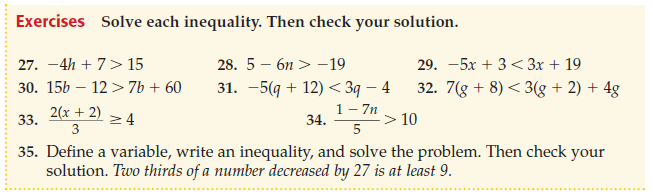 Exercises Solve each inequality. Then check your solution.
27. −4h + 7 > 15 28. 5 − 6n > −19 29. −5x + 3 < 3x + 19
30. 15b − 12 > 7b + 60 31. −5(q + 12) < 3q − 4 32. 7(g + 8) < 3(g + 2) + 4g
33. 2(x + 2)/3 ≥ 4 34. 1 − 7n/5 > 10
35. Define a variable, write an inequality, and solve the problem. Then check your
solution. Two thirds of a number decreased by 27 is at least 9.